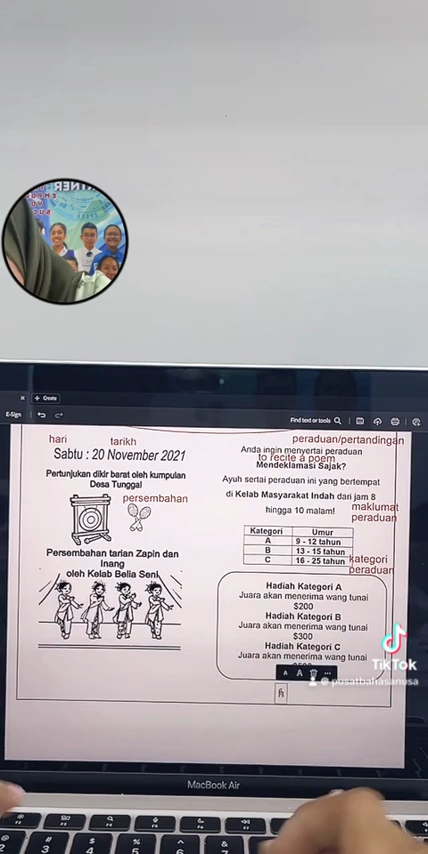 + Create
E-Sign
Find text or tools
hari
tarikh
Sabtu : 20 November 2021
Pertunjukan dikir barat oleh kumpulan
Desa Tunggal
persembahan
Persembahan tarian Zapin dan
Inang
oleh Kelab Belia Seni
peraduan/pertandingan
Anda ingin menyertai peraduan
to recite a poem
Mendeklamasi Sajak?
Ayuh sertai peraduan ini yang bertempat
di Kelab Masyarakat Indah dari jam 8
hingga 10 malam!
maklumat
peraduan
Kategori Umur
A 9 - 12 tahun
B 13 - 15 tahun
C 16 - 25 tahun
kategori
peraduan
Hadiah Kategori A
Juara akan menerima wang tunai
$200
Hadiah Kategori B
Juara akan menerima wang tunai
$300
Hadiah Kategori C
Juara akan menerima wang tunai
A A
TikTok
@pusatbahasanusa
MacBook Air